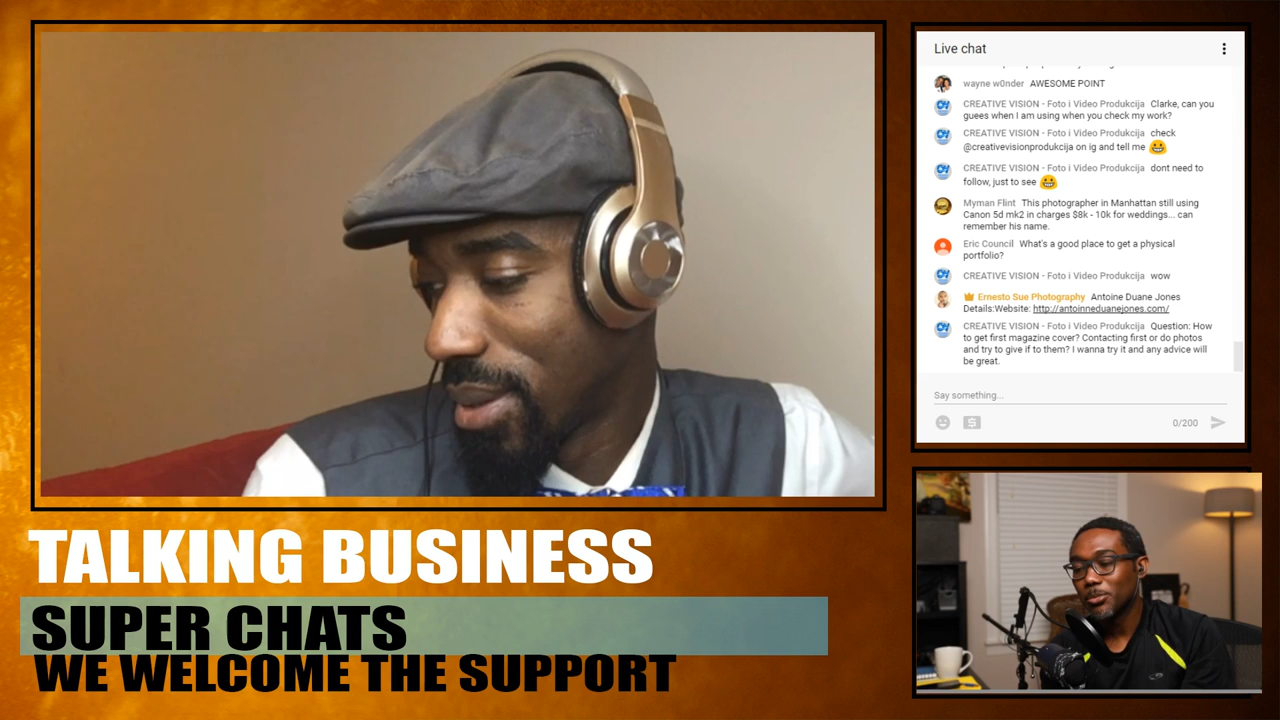 TALKING BUSINESS
SUPER CHATS
WE WELCOME THE SUPPORT
Live chat
wayne w0nder AWESOME POINT
CREATIVE VISION - Foto i Video Produkcija Clarke, can you
guees when I am using when you check my work?
CREATIVE VISION - Foto i Video Produkcija check
@creativevisionprodukcija on ig and tell me
CREATIVE VISION - Foto i Video Produkcija dont need to
follow, just to see
Myman Flint This photographer in Manhattan still using
Canon 5d mk2 in charges $8k - 10k for weddings... can
remember his name.
Eric Council What's a good place to get a physical
portfolio?
CREATIVE VISION - Foto i Video Produkcija wow
Ernesto Sue Photography Antoine Duane Jones
Details:Website: http://antoinneduanejones.com/
CREATIVE VISION - Foto i Video Produkcija Question: How
to get first magazine cover? Contacting first or do photos
and try to give if to them? I wanna try it and any advice will
be great.
Say something...
0/200